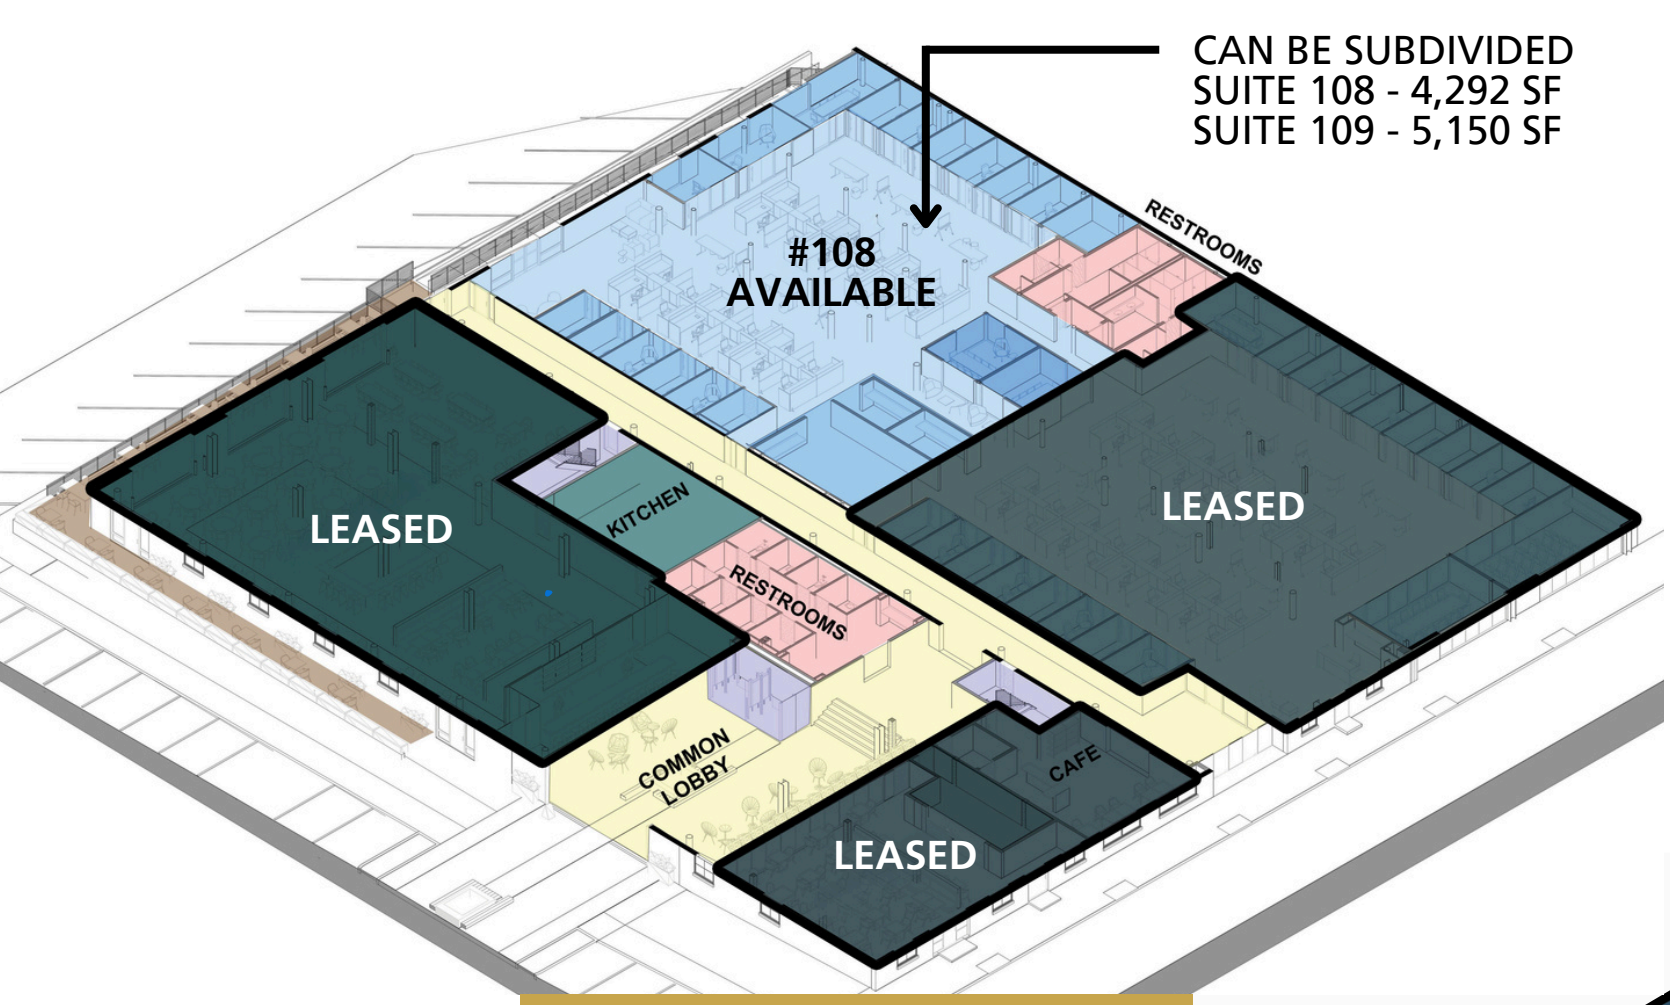 CAN BE SUBDIVIDED
SUITE 108 - 4,292 SF
SUITE 109 - 5,150 SF
RESTROOMS
#108
AVAILABLE
LEASED
KITCHEN
LEASED
RESTROOMS
COMMON
LOBBY
CAFE
LEASED